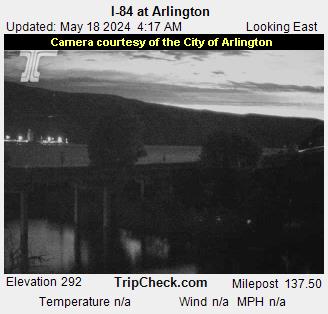 I-84 at Arlington
Updated: May 18 2024 4:17 AM Looking East
Camera courtesy of the City of Arlington
Elevation 292 TripCheck.com Milepost 137.50
Temperature n/a Wind n/a MPH n/a